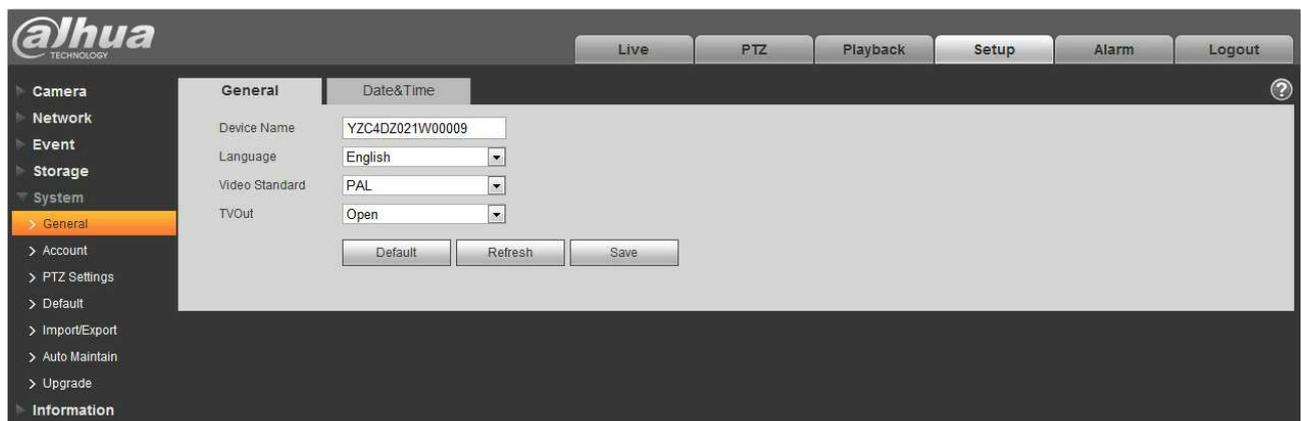 alhua
TECHNOLOGY
Live PTZ Playback Setup Alarm Logout
Camera
Network
Event
Storage
System
General
Account
PTZ Settings
Default
Import/Export
Auto Maintain
Upgrade
Information
General Date&Time ?
Device Name YZC4DZ021W00009
Language English
Video Standard PAL
TVOut Open
Default Refresh Save